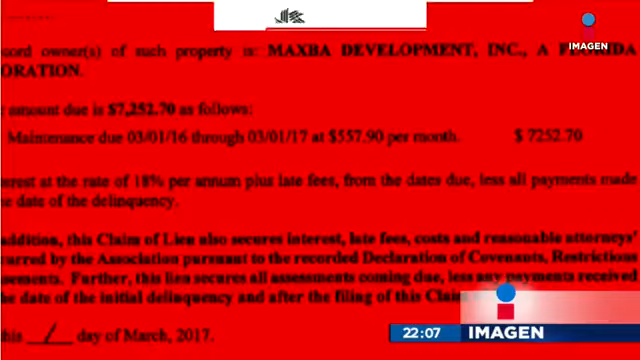 IMAGEN
cord owner(s) of such property is: MAXBA DEVELOPMENT, INC., A FLORIDA
ORATION.
amount due is $7,252.70 as follows:
Maintenance due 03/01/16 through 03/01/17 at $557.90 per month. $ 7252.70
erest at the rate of 18% per annum plus late fees, from the dates due, less all payments made
e date of the delinquency.
addition, this Claim of Lien also secures interest, late fees, costs and reasonable attorneys'
urred by the Association pursuant to the recorded Declaration of Covenants, Restrictions
sements. Further, this lien secures all assessments coming due, less any payments received
he date of the initial delinquency and after the filing of this Clai
his 1 day of March, 2017.
22:07 IMAGEN